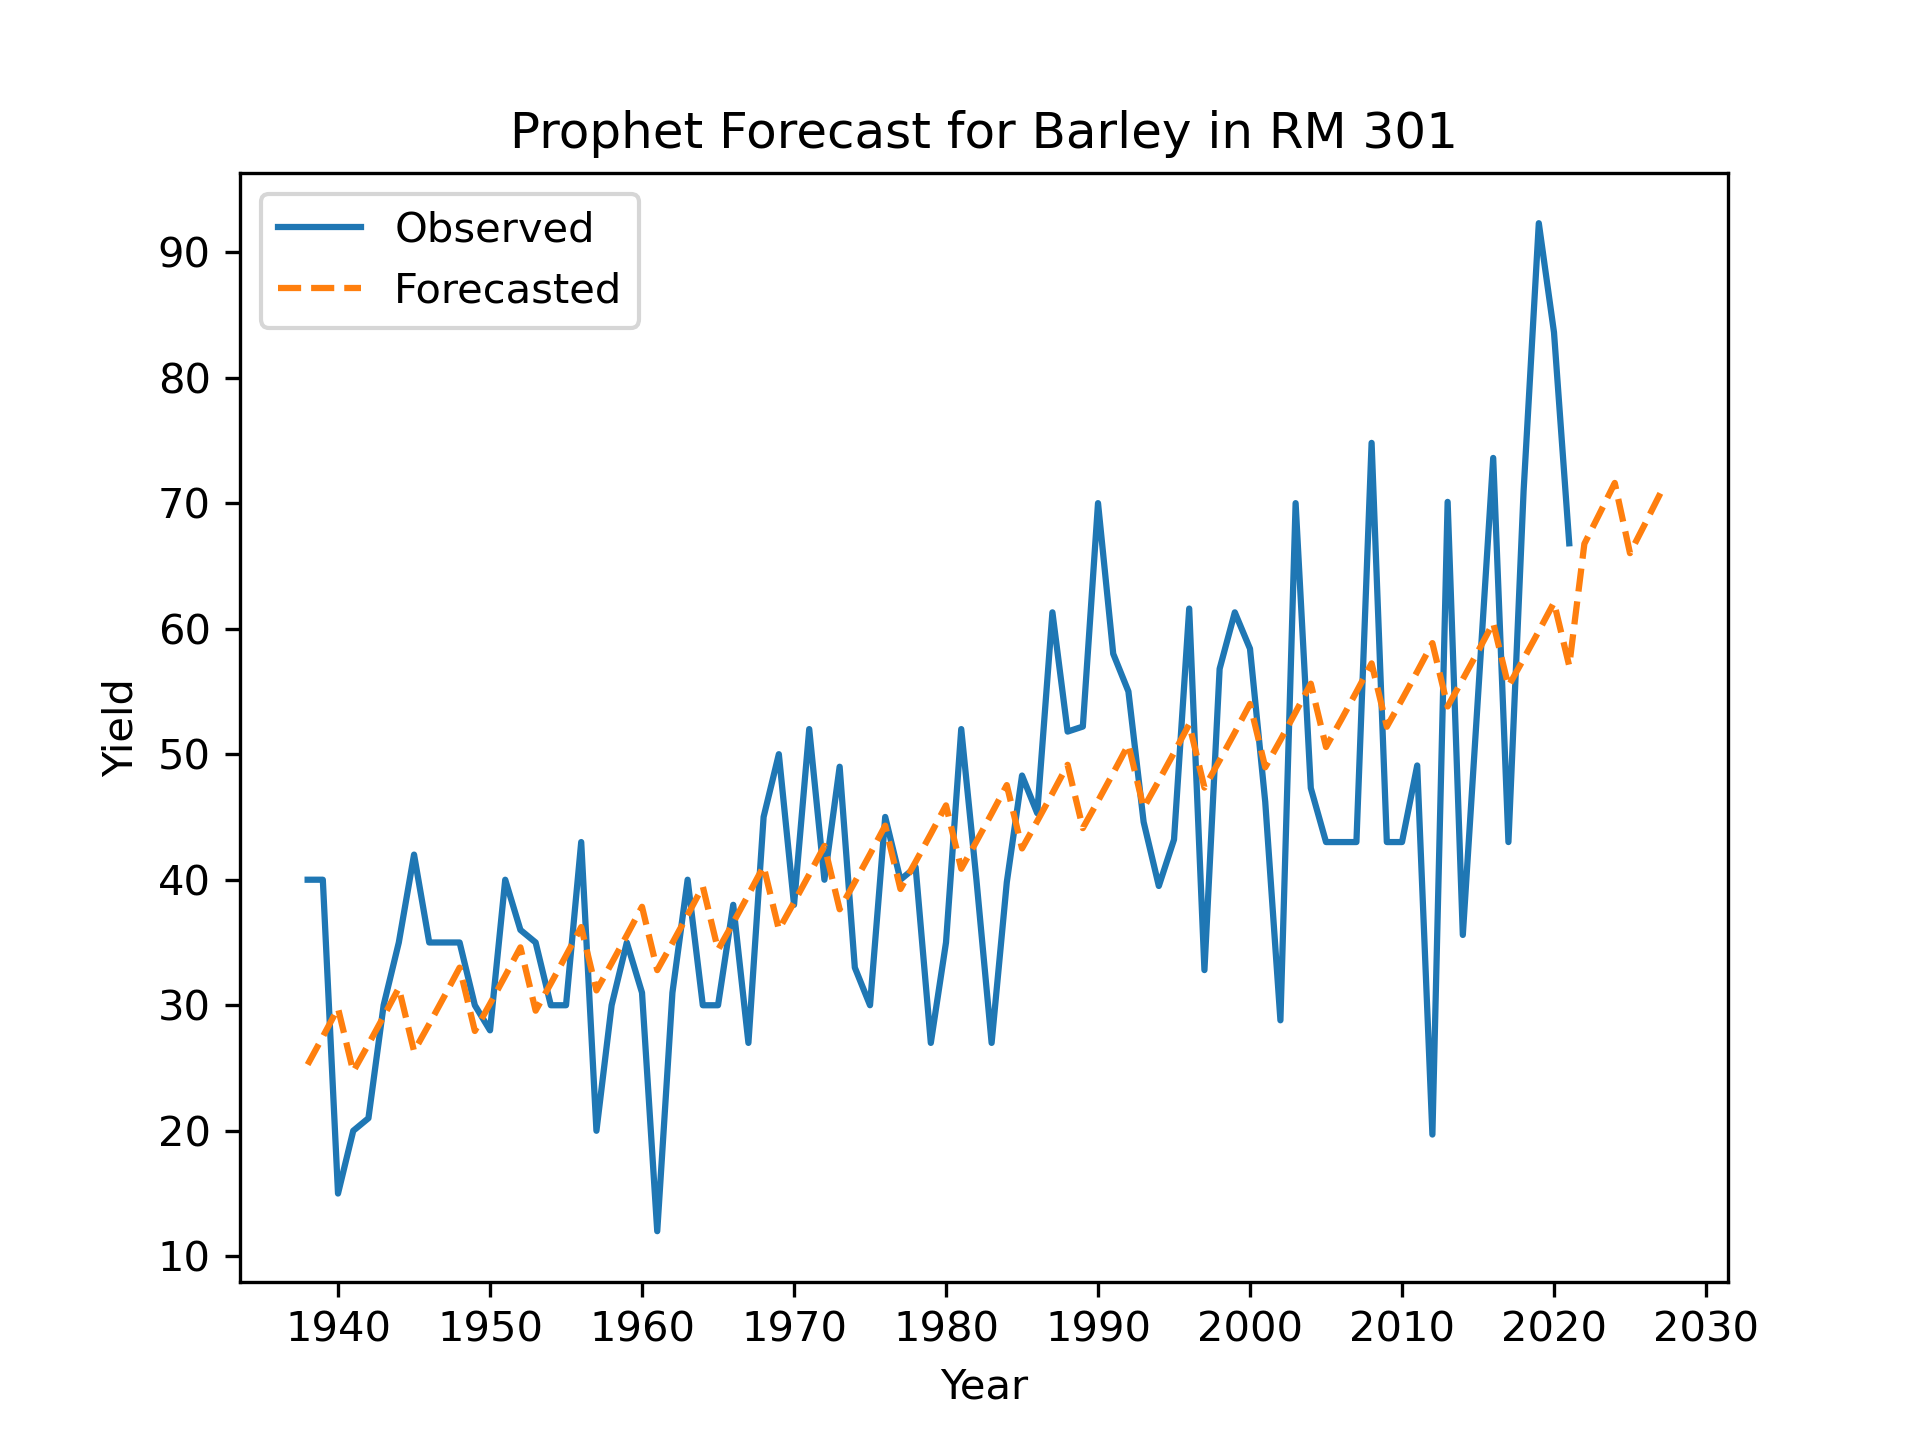 Prophet Forecast for Barley in RM 301
Observed
Forecasted
90
80
70
60
50
40
30
20
10
Yield
1940 1950 1960 1970 1980 1990 2000 2010 2020 2030
Year